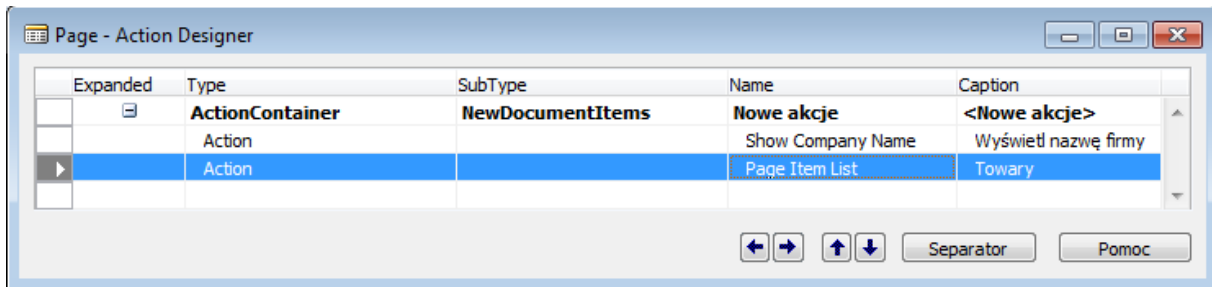 Page - Action Designer
Expanded Type SubType Name Caption
ActionContainer NewDocumentItems Nowe akcje <Nowe akcje>
Action Show Company Name Wyświetl nazwę firmy
Action Page Item List Towary
Separator Pomoc